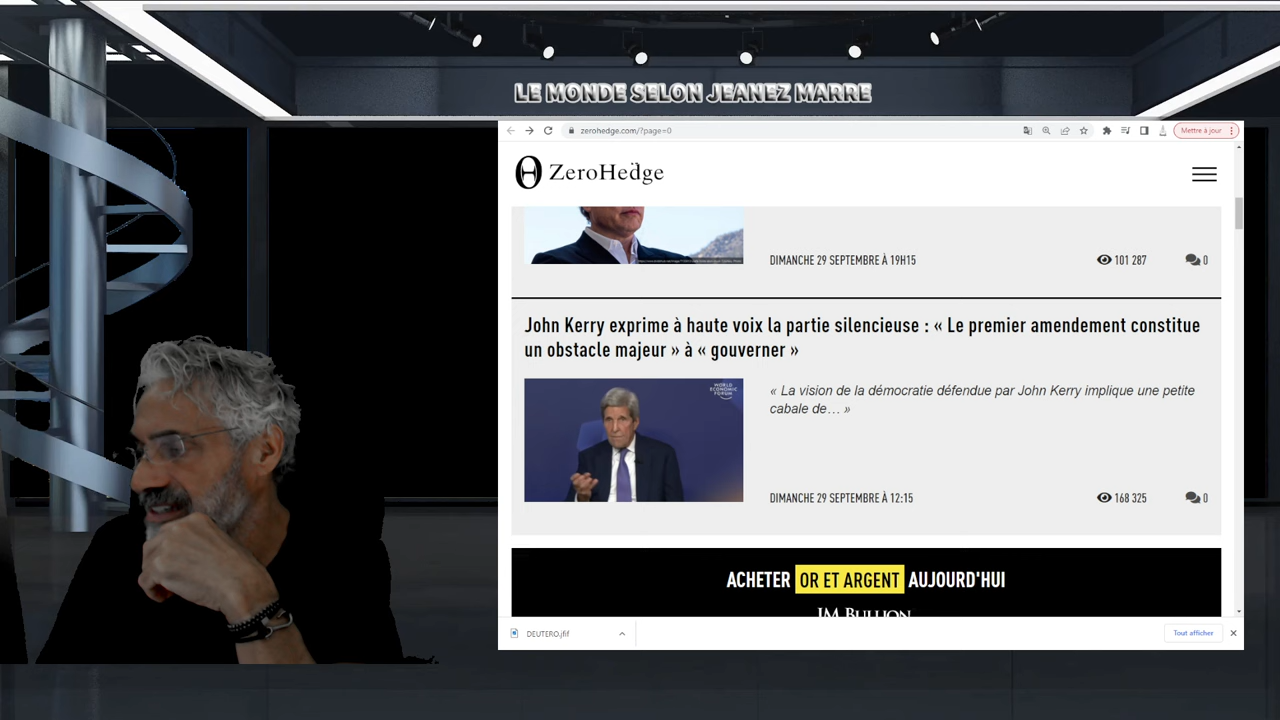 LE MONDE SELON JEANEZ MARRE
zerohedge.com/?page=0
Mettre à jour
ZeroHedge
DIMANCHE 29 SEPTEMBRE À 19H15
101 287
0
John Kerry exprime à haute voix la partie silencieuse : « Le premier amendement constitue
un obstacle majeur » à « gouverner »
WORLD
ECONOMIC
FORUM
« La vision de la démocratie défendue par John Kerry implique une petite
cabale de… »
DIMANCHE 29 SEPTEMBRE À 12:15
168 325
0
ACHETER OR ET ARGENT AUJOURD'HUI
JM BULLION
DEUTERO.jfif
Tout afficher